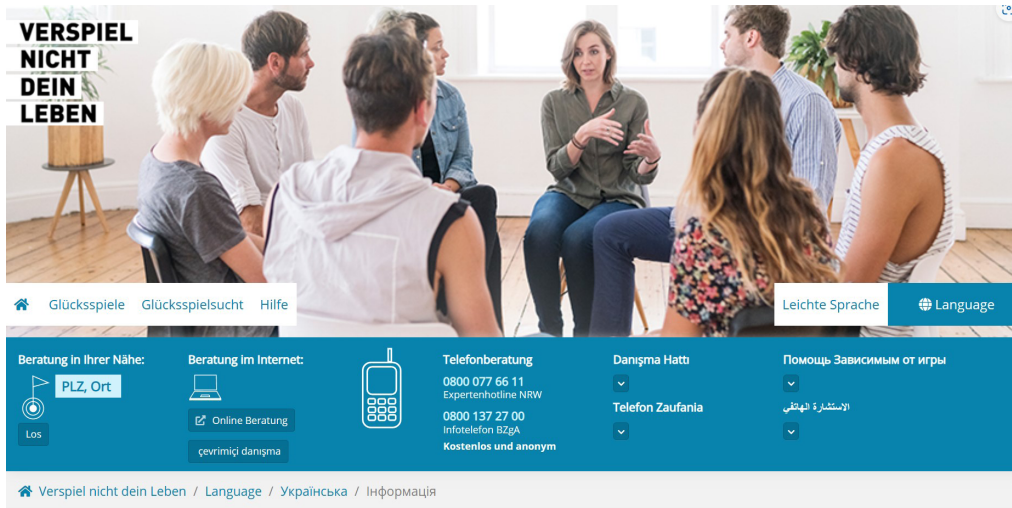 VERSPIEL
NICHT
DEIN
LEBEN
Glücksspiele Glücksspielsucht Hilfe
Leichte Sprache Language
Beratung in Ihrer Nähe:
PLZ, Ort
Los
Beratung im Internet:
Online Beratung
çevrimiçi danışma
Telefonberatung
0800 077 66 11
Expertenhotline NRW
0800 137 27 00
Infotelefon BZgA
Kostenlos und anonym
Danışma Hattı
Telefon Zaufania
Помощь Зависимым от игры
الاستشارة الهاتفي
Verspiel nicht dein Leben / Language / Українська / Інформація